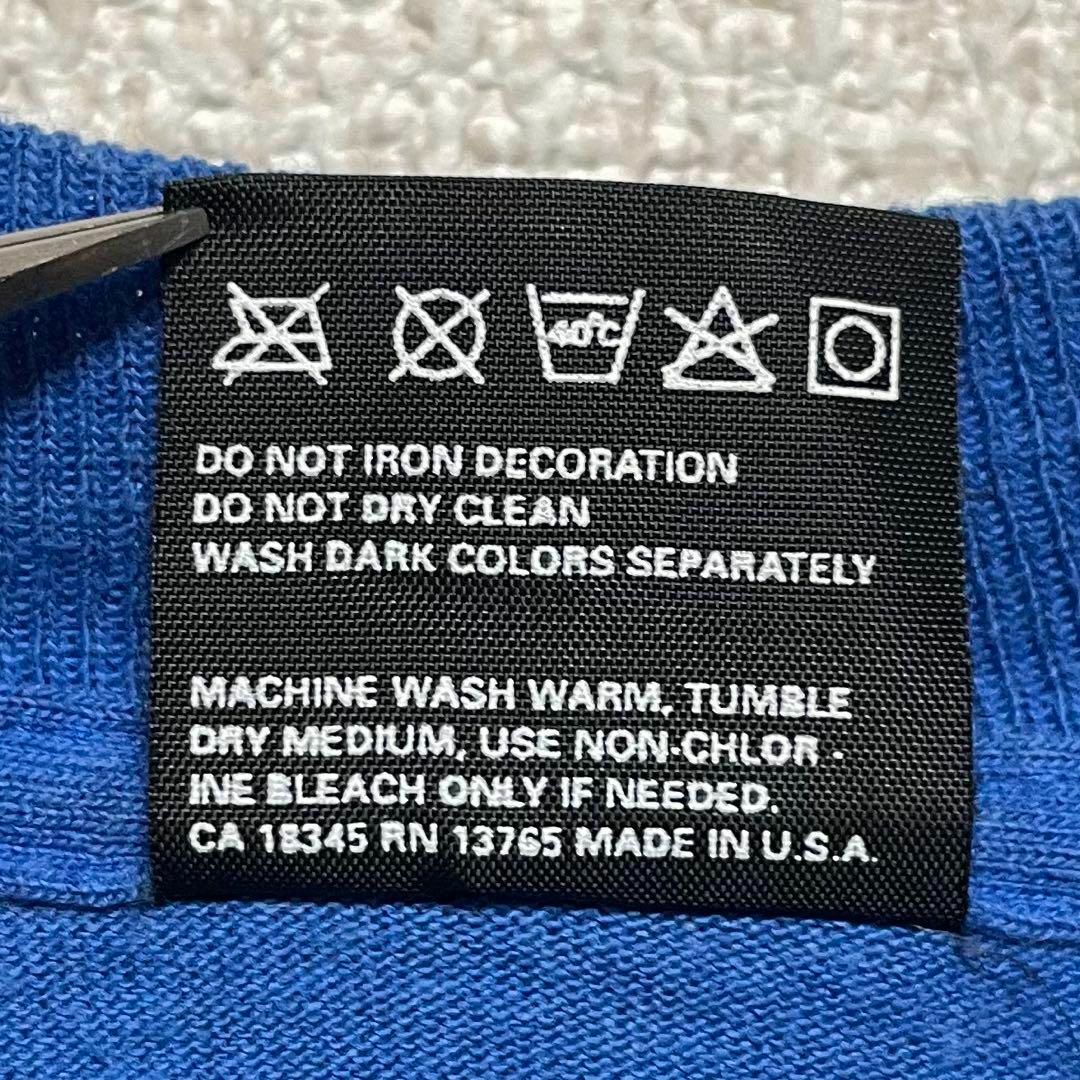 40°C
DO NOT IRON DECORATION
DO NOT DRY CLEAN
WASH DARK COLORS SEPARATELY
MACHINE WASH WARM, TUMBLE
DRY MEDIUM, USE NON-CHLOR -
INE BLEACH ONLY IF NEEDED.
CA 18345 RN 13765 MADE IN U.S.A.